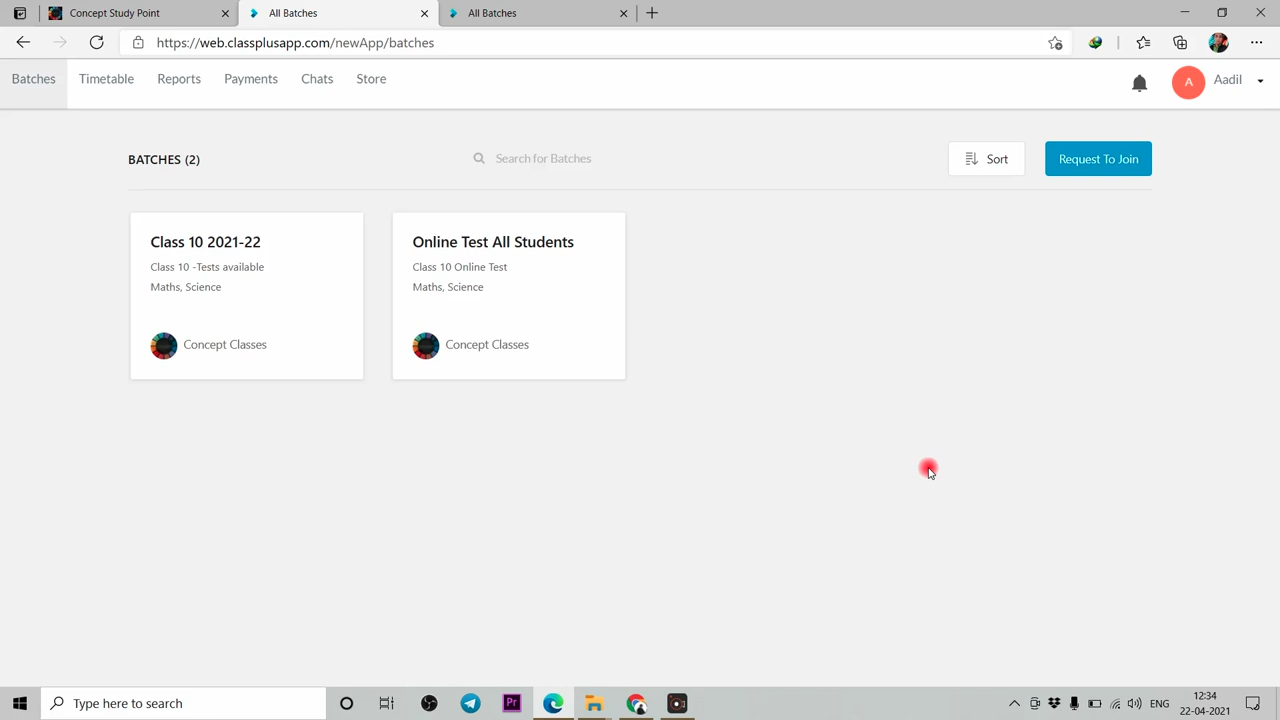 Concept Study Point
All Batches
All Batches
https://web.classplusapp.com/newApp/batches
Batches
Timetable
Reports
Payments
Chats
Store
A
Aadil
BATCHES (2)
Search for Batches
Sort
Request To Join
Class 10 2021-22
Class 10 -Tests available
Maths, Science
Concept Classes
Online Test All Students
Class 10 Online Test
Maths, Science
Concept Classes
Type here to search
Pr
ENG
12:34
22-04-2021